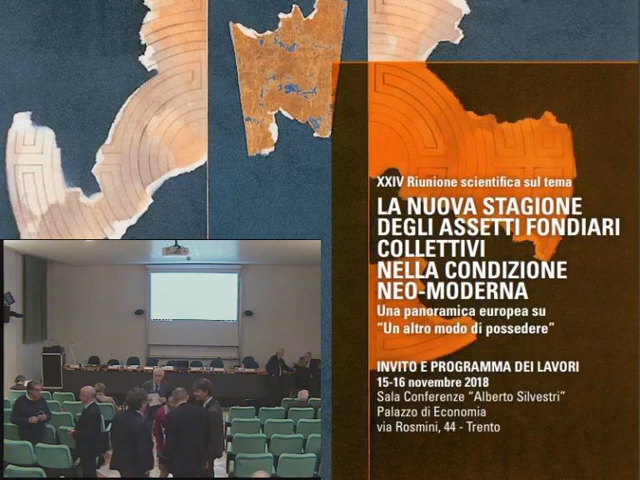 XXIV Riunione scientifica sul tema
LA NUOVA STAGIONE
DEGLI ASSETTI FONDIARI
COLLETTIVI
NELLA CONDIZIONE
NEO-MODERNA
Una panoramica europea su
“Un altro modo di possedere”
INVITO E PROGRAMMA DEI LAVORI
15-16 novembre 2018
Sala Conferenze “Alberto Silvestri”
Palazzo di Economia
via Rosmini, 44 - Trento